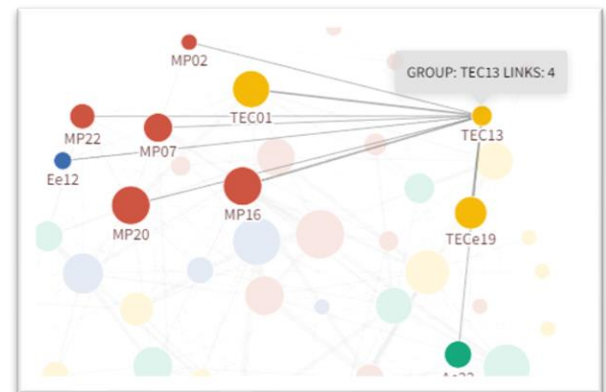 MP02
GROUP: TEC13 LINKS: 4
TEC01
MP22
MP07
TEC13
Ee12
MP20
MP16
TECe19